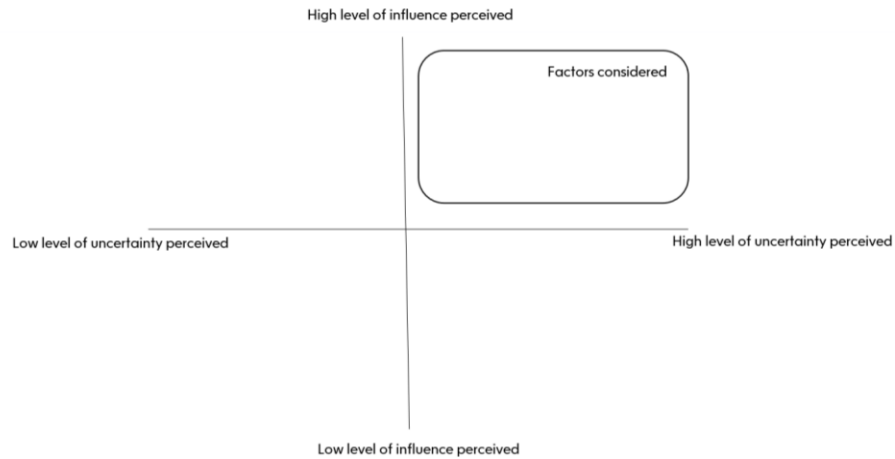 High level of influence perceived
Factors considered
Low level of uncertainty perceived
High level of uncertainty perceived
Low level of influence perceived